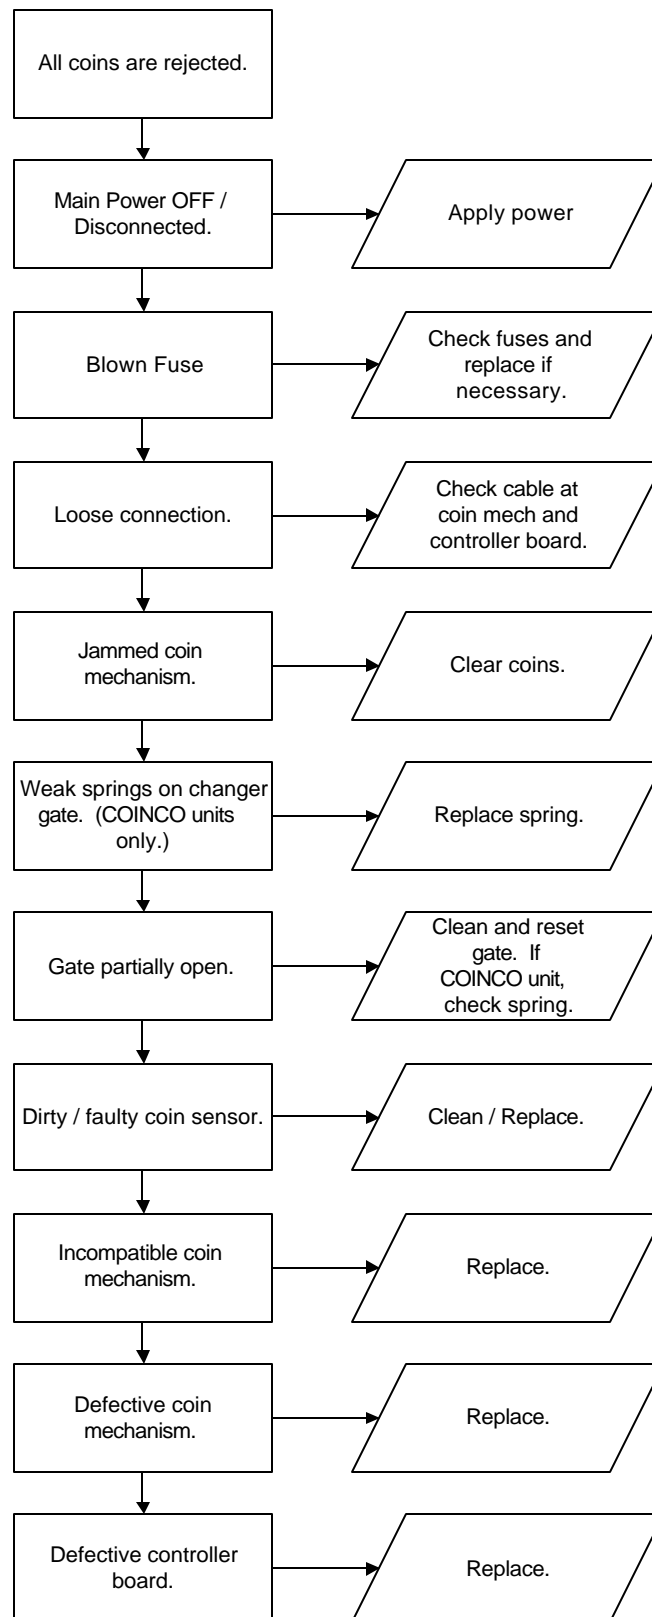 All coins are rejected.
Main Power OFF /
Disconnected.
Apply power
Blown Fuse
Check fuses and
replace if
necessary.
Loose connection.
Check cable at
coin mech and
controller board.
Jammed coin
mechanism.
Clear coins.
Weak springs on changer
gate.  (COINCO units
only.)
Replace spring.
Gate partially open.
Clean and reset
gate.  If
COINCO unit,
check spring.
Dirty / faulty coin sensor.
Clean / Replace.
Incompatible coin
mechanism.
Replace.
Defective coin
mechanism.
Replace.
Defective controller
board.
Replace.